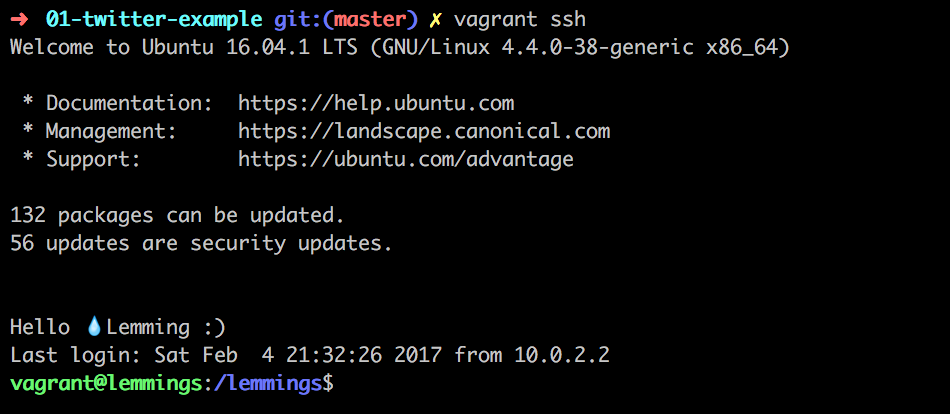 ➜ 01-twitter-example git:(master) ✗ vagrant ssh
Welcome to Ubuntu 16.04.1 LTS (GNU/Linux 4.4.0-38-generic x86_64)
* Documentation: https://help.ubuntu.com
* Management: https://landscape.canonical.com
* Support: https://ubuntu.com/advantage
132 packages can be updated.
56 updates are security updates.
Hello 💧Lemming :)
Last login: Sat Feb 4 21:32:26 2017 from 10.0.2.2
vagrant@lemmings:/lemmings$